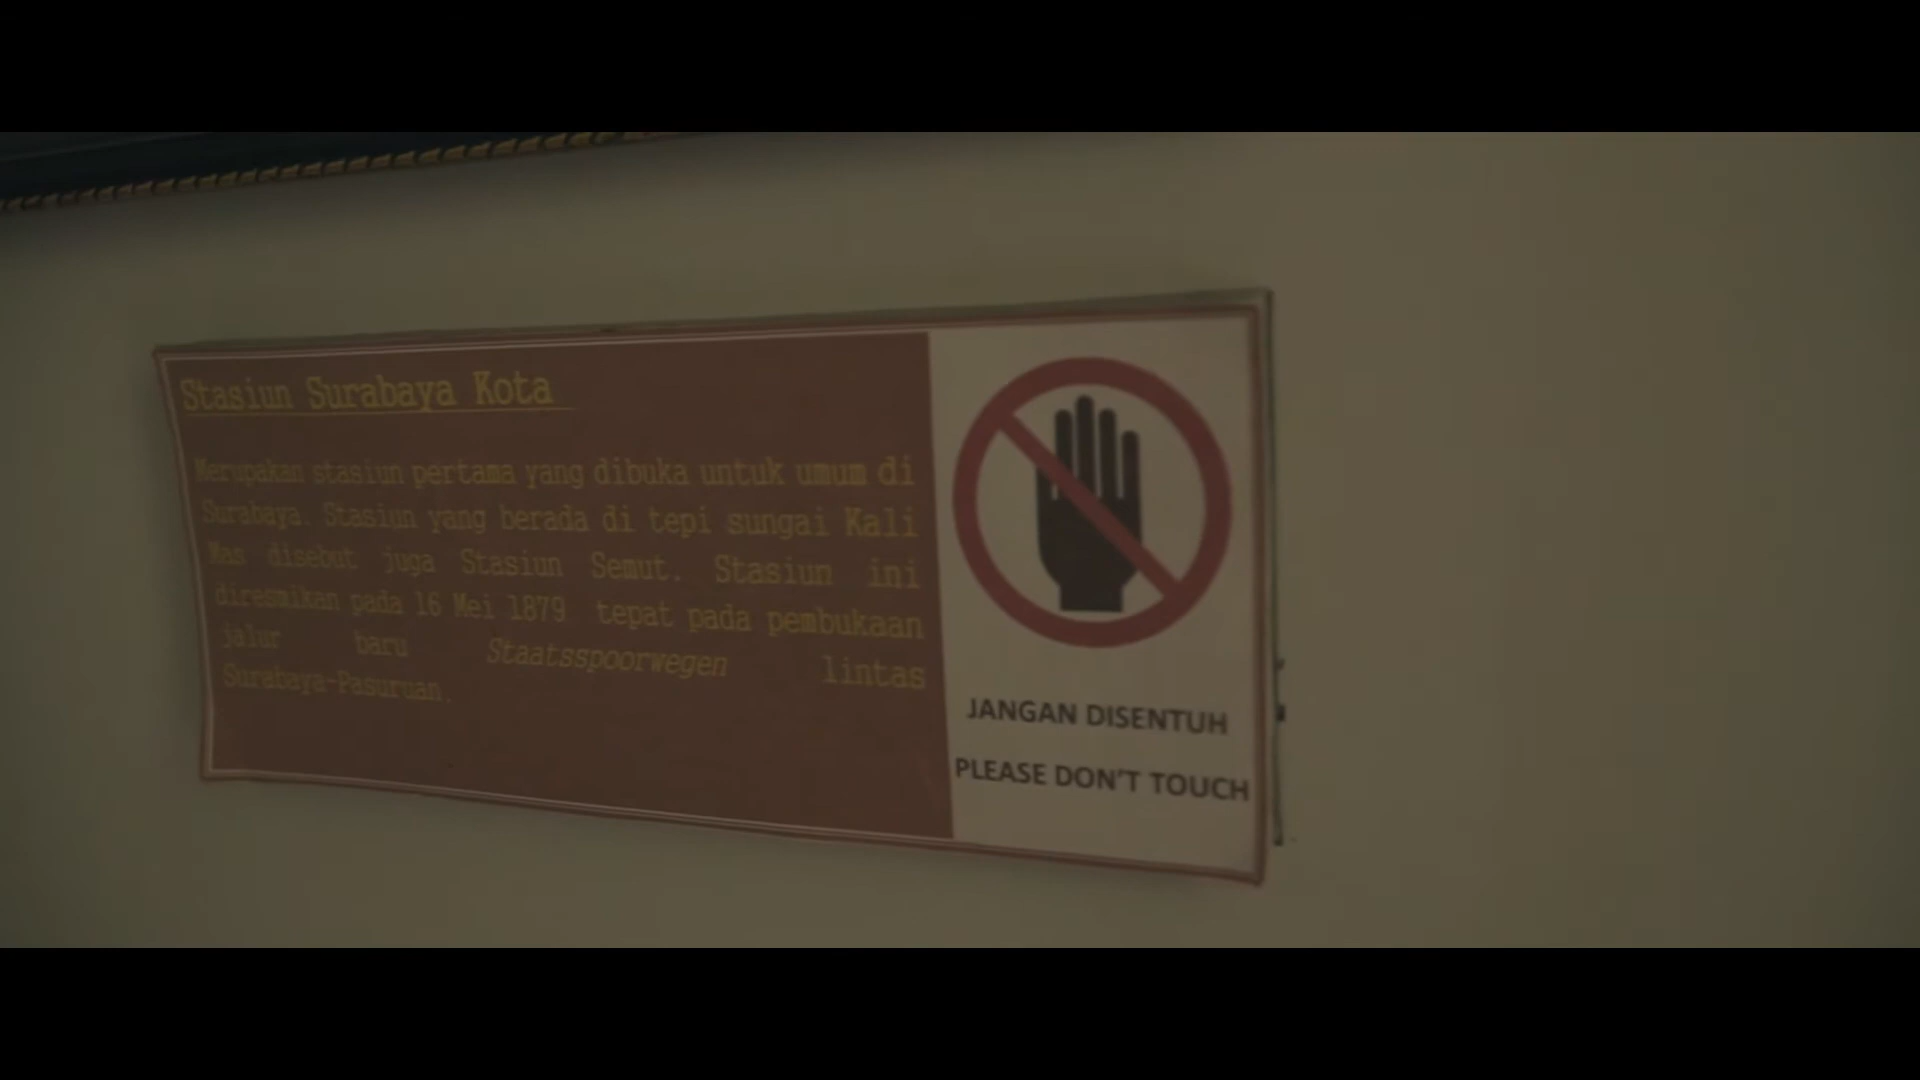 Stasiun Surabaya Kota
Merupakan stasiun pertama yang dibuka untuk umum di
Surabaya. Stasiun yang berada di tepi sungai Kali
Mas disebut juga Stasiun Semut. Stasiun ini
diresmikan pada 16 Mei 1879 tepat pada pembukaan
jalur baru Staatsspoorwegen lintas
Surabaya-Pasuruan.
JANGAN DISENTUH
PLEASE DON'T TOUCH